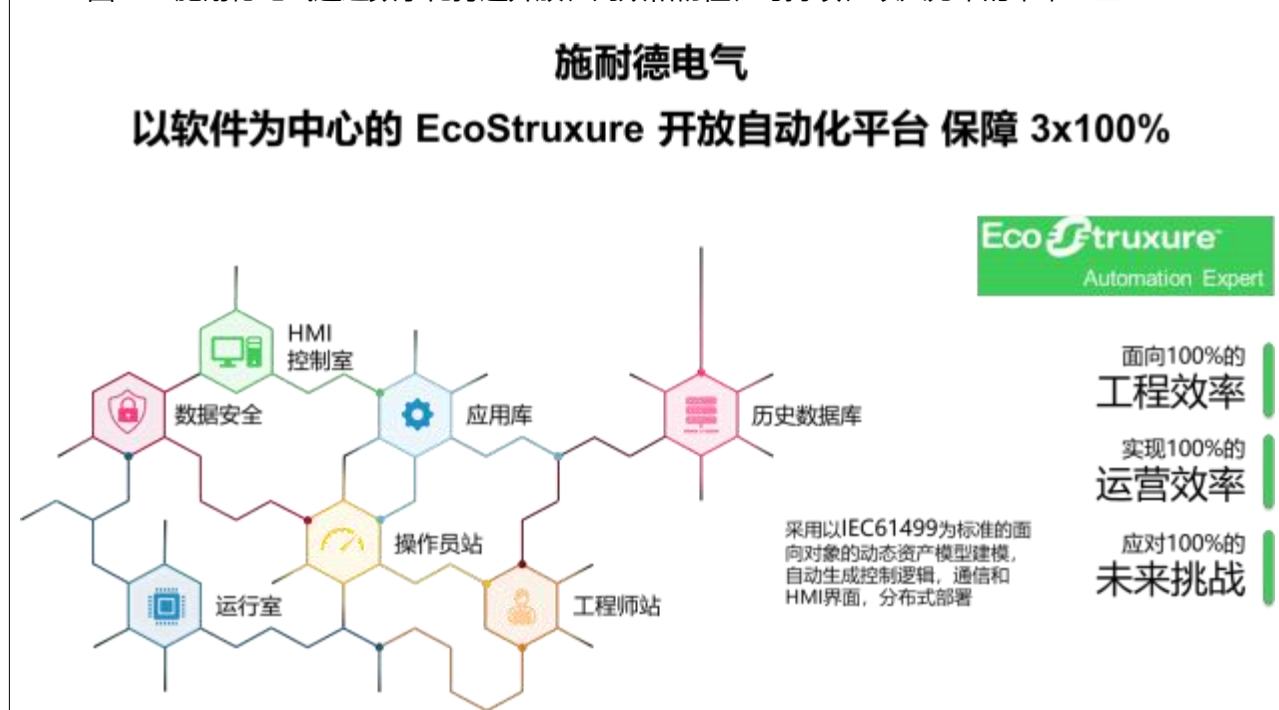 施耐德电气
以软件为中心的 EcoStruxure 开放自动化平台 保障 3x100%
EcoStruxure
Automation Expert
HMI
控制室
数据安全
应用库
历史数据库
操作员站
运行室
工程师站
采用以IEC61499为标准的面
向对象的动态资产模型建模，
自动生成控制逻辑，通信和
HMI界面，分布式部署
面向100%的
工程效率
实现100%的
运营效率
应对100%的
未来挑战